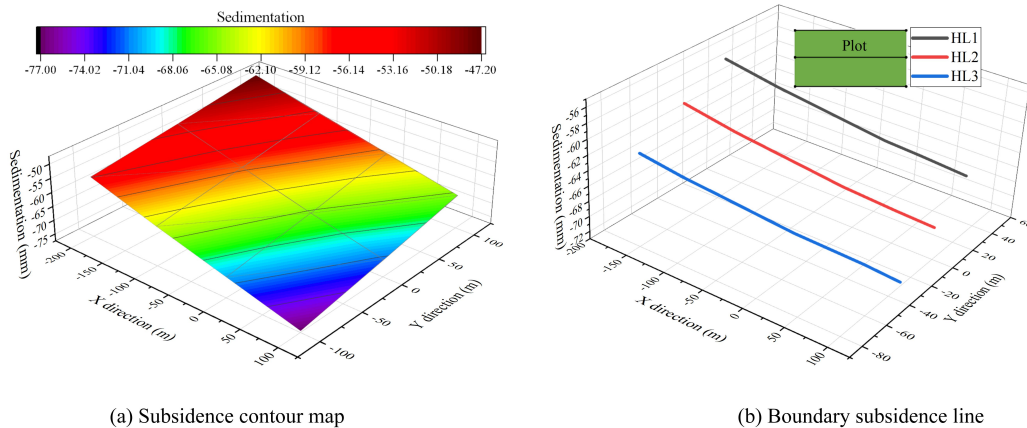 Sedimentation
-77.00 -74.02 -71.04 -68.06 -65.08 -62.10 -59.12 -56.14 -53.16 -50.18 -47.20
Sedimentation (mm)
-50
-55
-60
-65
-70
-75
-200
-150
-100
-50
0
50
100
X direction (m)
-100
-50
0
50
100
Y direction (m)
(a) Subsidence contour map
Plot
HL1
HL2
HL3
Sedimentation (mm)
-56
-58
-60
-62
-64
-66
-68
-70
-72
-150
-100
-50
0
50
100
X direction (m)
-80
-60
-40
-20
0
20
40
60
Y direction (m)
(b) Boundary subsidence line